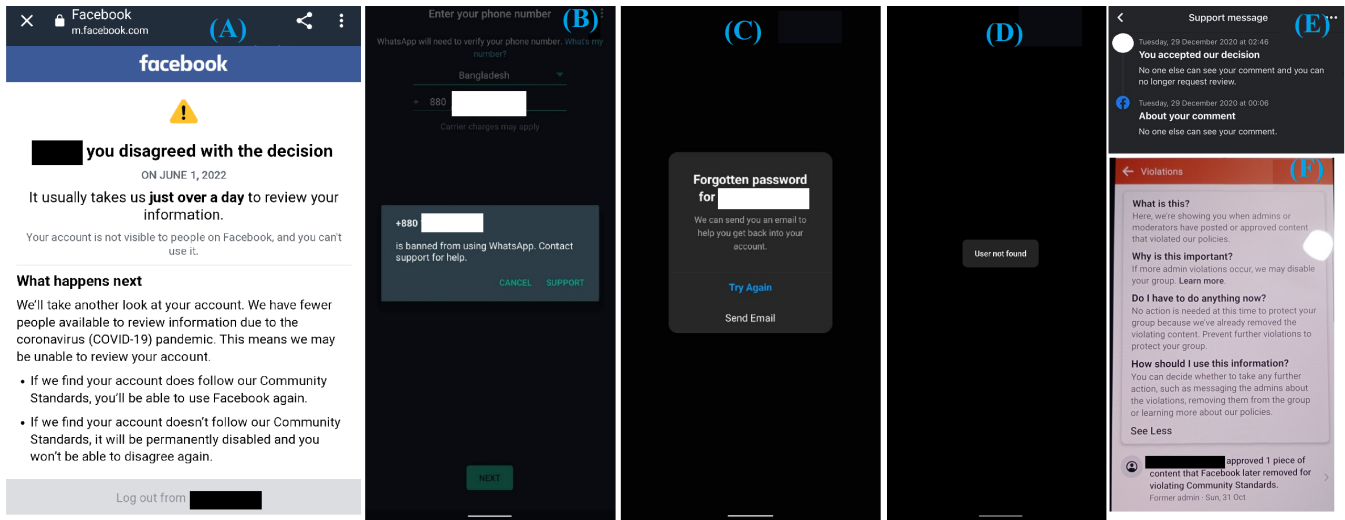 Facebook
m.facebook.com
(A)
facebook
you disagreed with the decision
ON JUNE 1, 2022
It usually takes us just over a day to review your
information.
Your account is not visible to people on Facebook, and you can't
use it.
What happens next
We'll take another look at your account. We have fewer
people available to review information due to the
coronavirus (COVID-19) pandemic. This means we may
be unable to review your account.
• If we find your account does follow our Community
Standards, you'll be able to use Facebook again.
• If we find your account doesn't follow our Community
Standards, it will be permanently disabled and you
won't be able to disagree again.
Log out from
Enter your phone number
(B)
WhatsApp will need to verify your phone number. What's my
number?
Bangladesh
+ 880
Carrier charges may apply
+880
is banned from using WhatsApp. Contact
support for help.
CANCEL SUPPORT
NEXT
(C)
Forgotten password
for
We can send you an email to
help you get back into your
account.
Try Again
Send Email
(D)
User not found
Support message
(E)
Tuesday, 29 December 2020 at 02:46
You accepted our decision
No one else can see your comment and you can
no longer request review.
Tuesday, 29 December 2020 at 00:06
About your comment
No one else can see your comment.
Violations
(F)
What is this?
Here, we're showing you when admins or
moderators have posted or approved content
that violated our policies.
Why is this important?
If more admin violations occur, we may disable
your group. Learn more.
Do I have to do anything now?
No action is needed at this time to protect your
group because we've already removed the
violating content. Prevent further violations to
protect your group.
How should I use this information?
You can decide whether to take any further
action, such as messaging the admins about
the violations, removing them from the group
or learning more about our policies.
See Less
approved 1 piece of
content that Facebook later removed for
violating Community Standards.
Former admin · Sun, 31 Oct